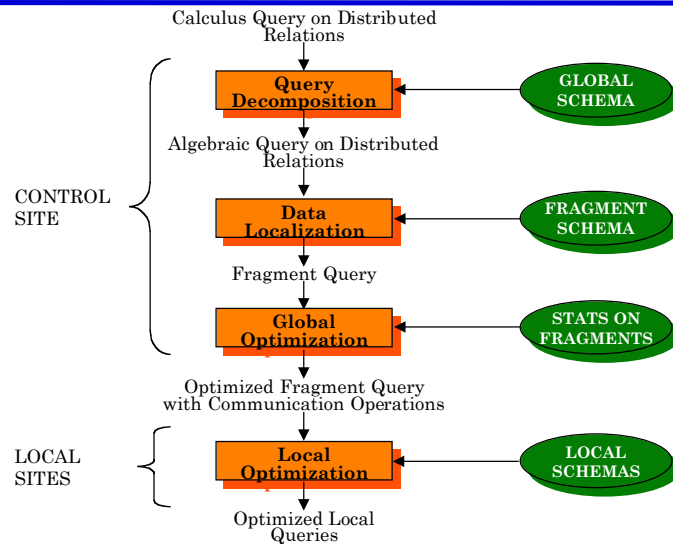 Calculus Query on Distributed
Relations
Query
Decomposition
GLOBAL
SCHEMA
Algebraic Query on Distributed
Relations
CONTROL
SITE
Data
Localization
FRAGMENT
SCHEMA
Fragment Query
Global
Optimization
STATS ON
FRAGMENTS
Optimized Fragment Query
with Communication Operations
LOCAL
SITES
Local
Optimization
LOCAL
SCHEMAS
Optimized Local
Queries